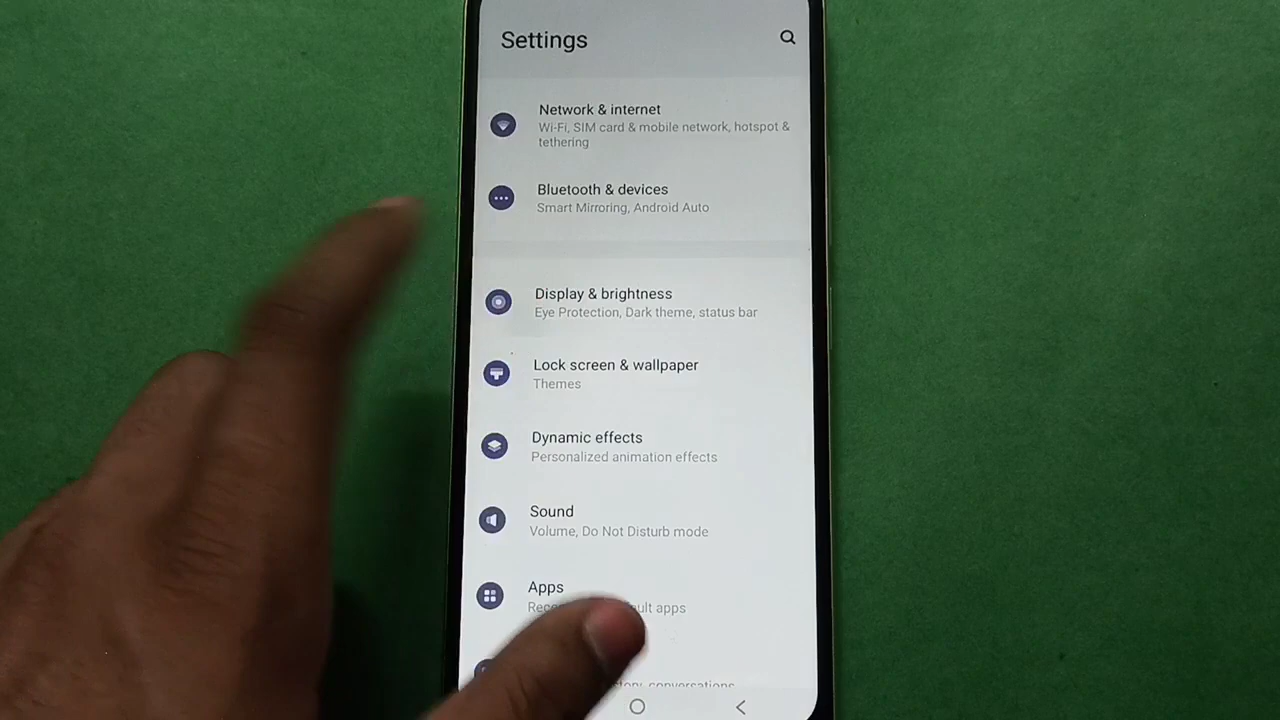 Settings
Network & internet
Wi-Fi, SIM card & mobile network, hotspot &
tethering
Bluetooth & devices
Smart Mirroring, Android Auto
Display & brightness
Eye Protection, Dark theme, status bar
Lock screen & wallpaper
Themes
Dynamic effects
Personalized animation effects
Sound
Volume, Do Not Disturb mode
Apps
apps
conversations